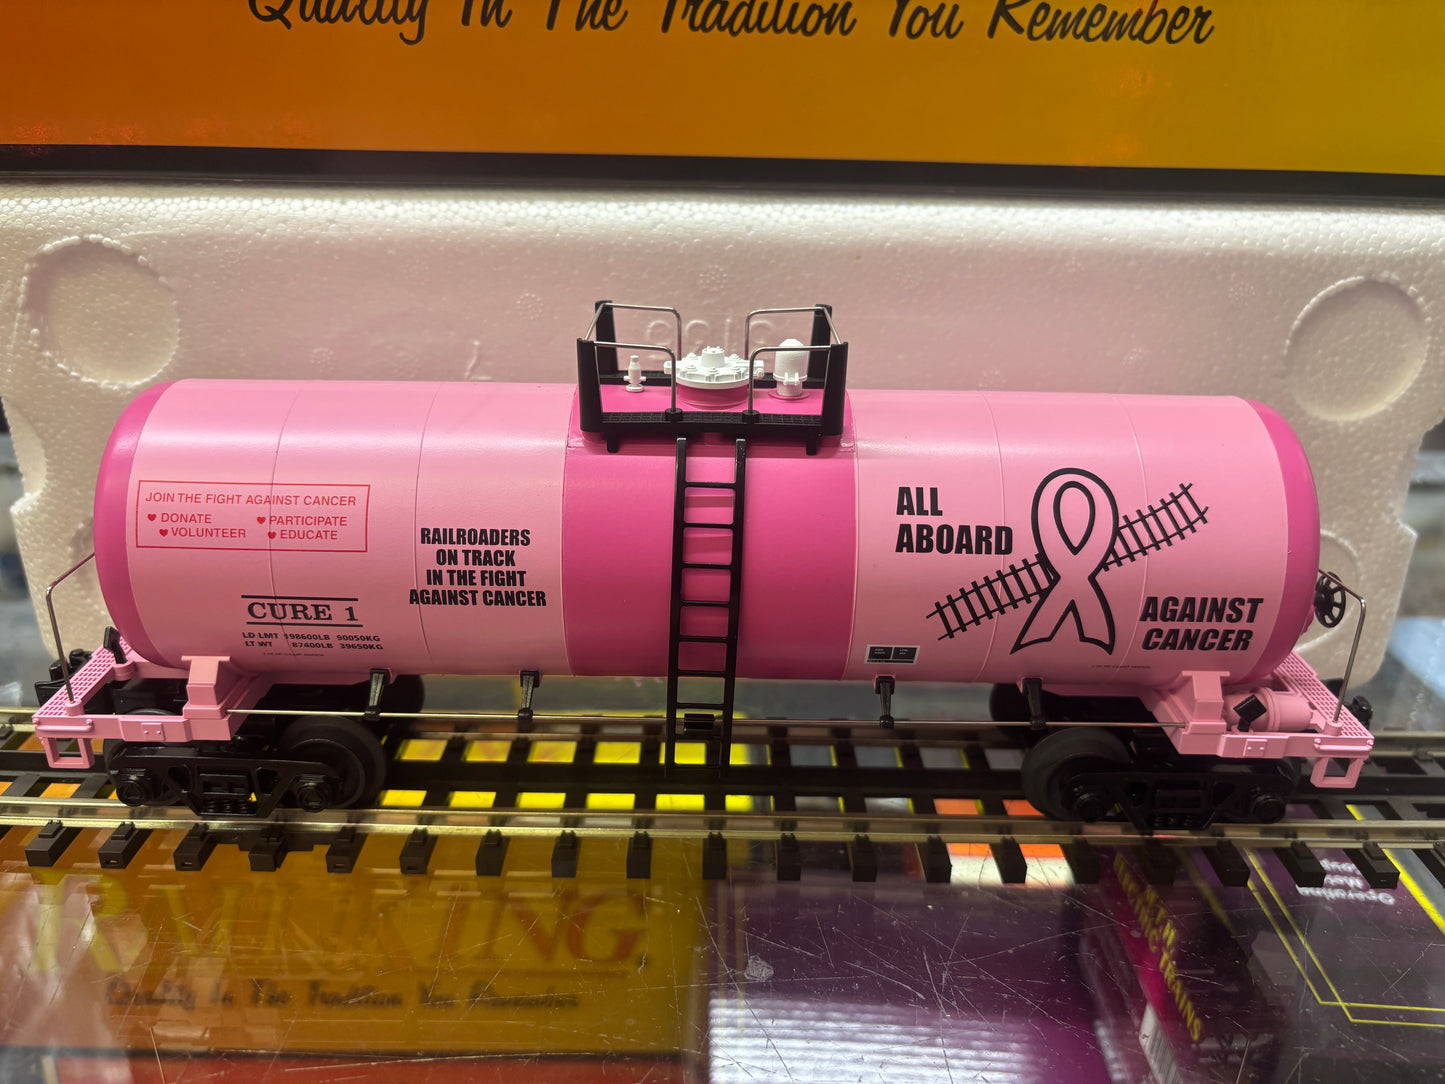 Quality In The Tradition You Remember
JOIN THE FIGHT AGAINST CANCER
DONATE
PARTICIPATE
VOLUNTEER
EDUCATE
RAILROADERS
ON TRACK
IN THE FIGHT
AGAINST CANCER
CURE 1
LD LMT 198600LB 90050KG
LT WT 87400LB 39650KG
ALL
ABOARD
AGAINST
CANCER
RAILKING
Quality In The Tradition You Remember